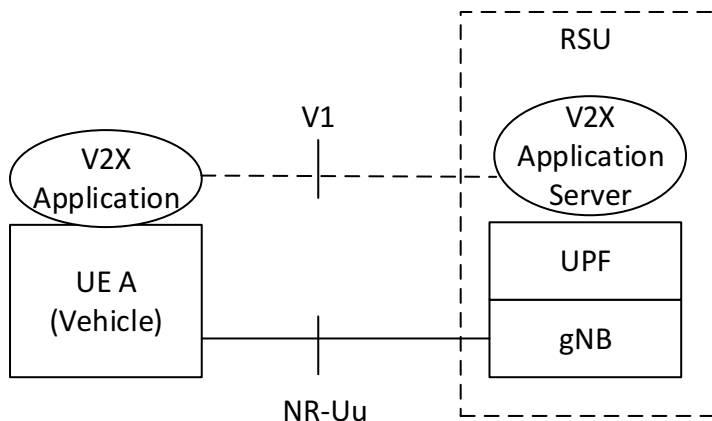 RSU
V1
V2X
Application
V2X
Application
Server
UE A
(Vehicle)
UPF
gNB
NR-Uu